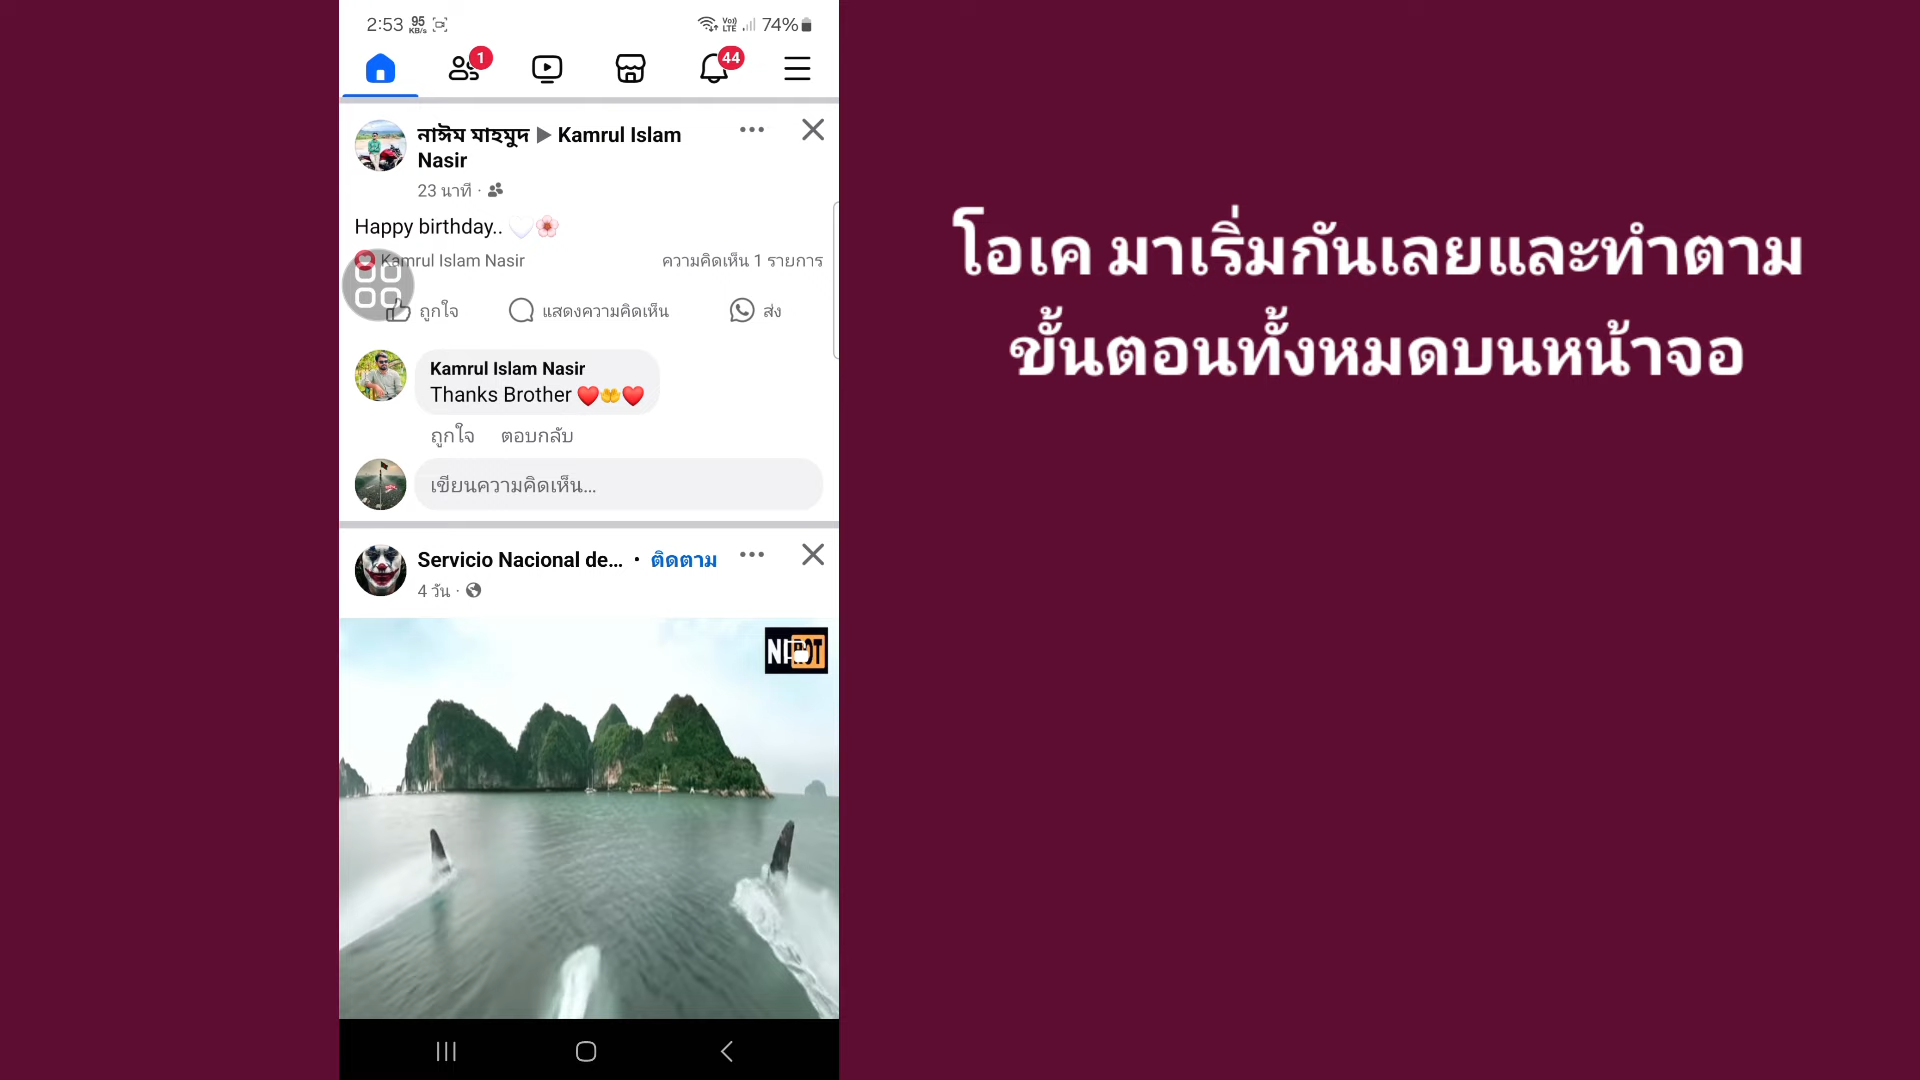 2:53 95 KB/s Vo) LTE 74%
1
44
নাঈম মাহমুদ ▶ Kamrul Islam
Nasir
23 นาที ·
Happy birthday.. 🤍🌸
Kamrul Islam Nasir ความคิดเห็น 1 รายการ
ถูกใจ แสดงความคิดเห็น ส่ง
Kamrul Islam Nasir
Thanks Brother ❤️🤲❤️
ถูกใจ ตอบกลับ
เขียนความคิดเห็น...
Servicio Nacional de... · ติดตาม
4 วัน ·
โอเค มาเริ่มกันเลยและทำตาม
ขั้นตอนทั้งหมดบนหน้าจอ